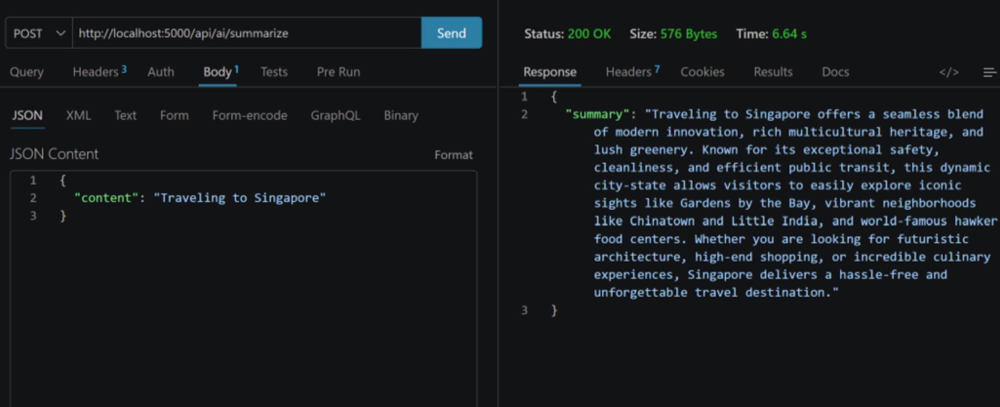 POST http://localhost:5000/api/ai/summarize Send
Query Headers 3 Auth Body 1 Tests Pre Run
JSON XML Text Form Form-encode GraphQL Binary
JSON Content Format
1 {
2 "content": "Traveling to Singapore"
3 }
Status: 200 OK Size: 576 Bytes Time: 6.64 s
Response Headers 7 Cookies Results Docs </>
1 {
2 "summary": "Traveling to Singapore offers a seamless blend
of modern innovation, rich multicultural heritage, and
lush greenery. Known for its exceptional safety,
cleanliness, and efficient public transit, this dynamic
city-state allows visitors to easily explore iconic
sights like Gardens by the Bay, vibrant neighborhoods
like Chinatown and Little India, and world-famous hawker
food centers. Whether you are looking for futuristic
architecture, high-end shopping, or incredible culinary
experiences, Singapore delivers a hassle-free and
unforgettable travel destination."
3 }